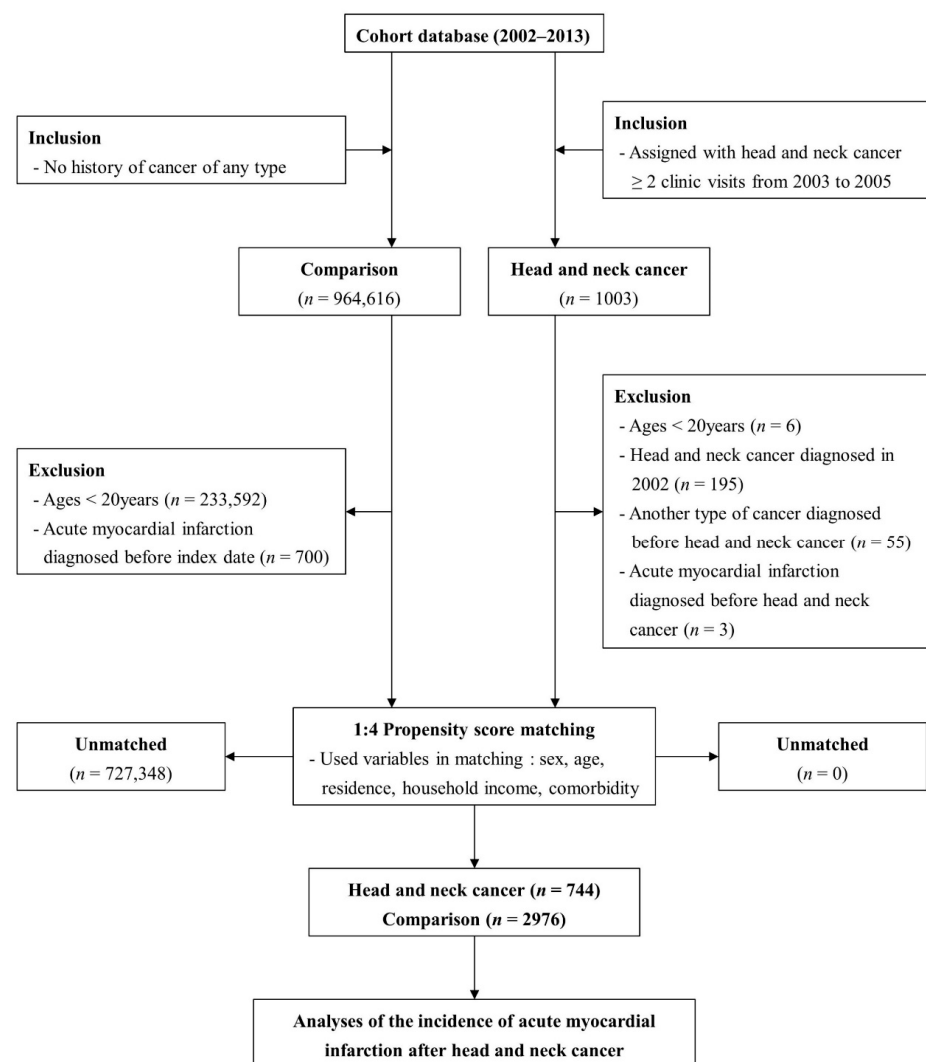 Cohort database (2002–2013)
Inclusion
- No history of cancer of any type
Inclusion
- Assigned with head and neck cancer
≥ 2 clinic visits from 2003 to 2005
Comparison
(n = 964,616)
Head and neck cancer
(n = 1003)
Exclusion
- Ages < 20years (n = 233,592)
- Acute myocardial infarction
diagnosed before index date (n = 700)
Exclusion
- Ages < 20years (n = 6)
- Head and neck cancer diagnosed in
2002 (n = 195)
- Another type of cancer diagnosed
before head and neck cancer (n = 55)
- Acute myocardial infarction
diagnosed before head and neck
cancer (n = 3)
Unmatched
(n = 727,348)
1:4 Propensity score matching
- Used variables in matching : sex, age,
residence, household income, comorbidity
Unmatched
(n = 0)
Head and neck cancer (n = 744)
Comparison (n = 2976)
Analyses of the incidence of acute myocardial
infarction after head and neck cancer